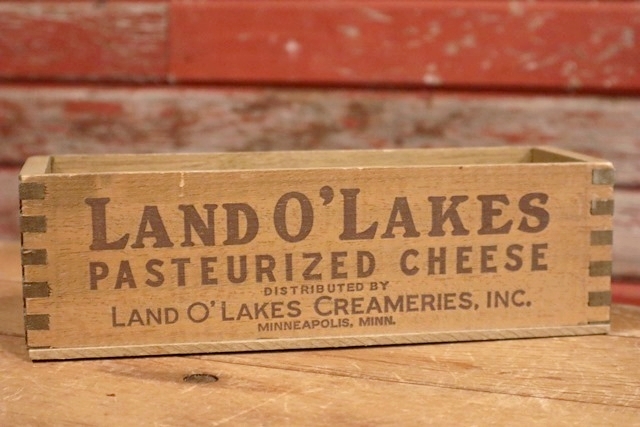 LAND O'LAKES
PASTEURIZED CHEESE
DISTRIBUTED BY
LAND O'LAKES CREAMERIES, INC.
MINNEAPOLIS, MINN.